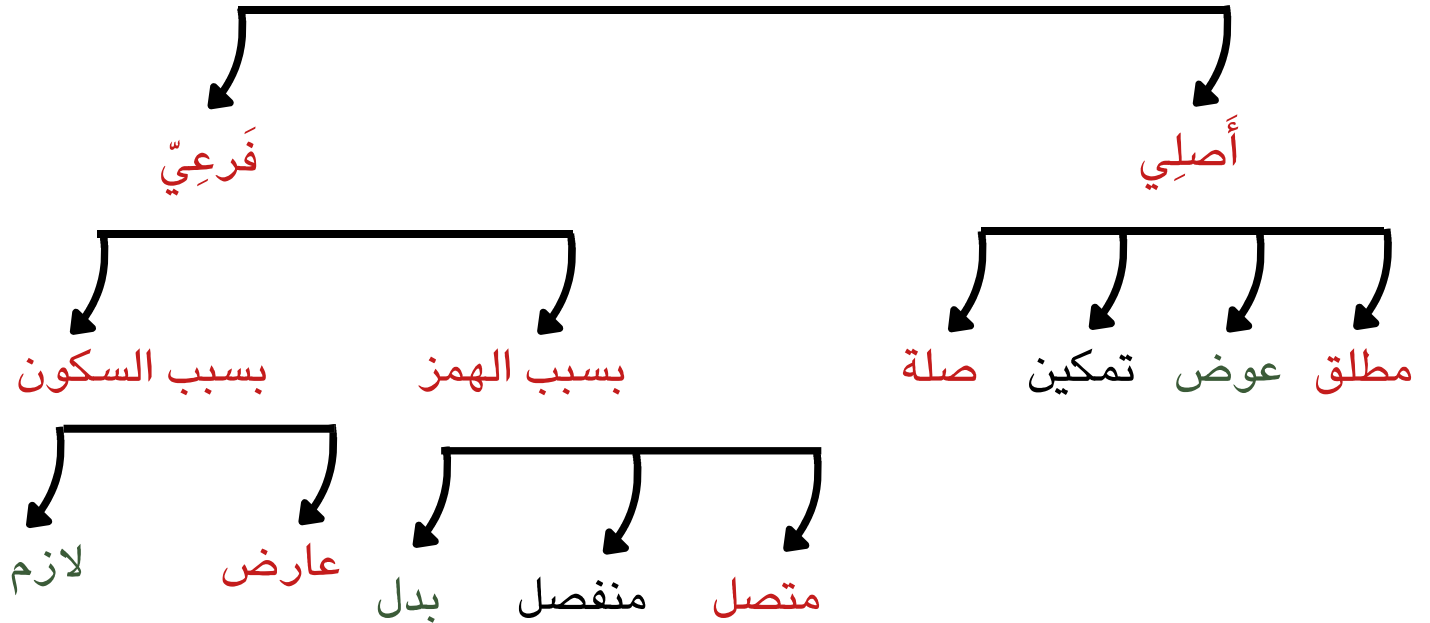 أَصلِي فَرعِيّ
مطلق عوض تمكين صلة بسبب الهمز بسبب السكون
عارض لازم
متصل منفصل بدل